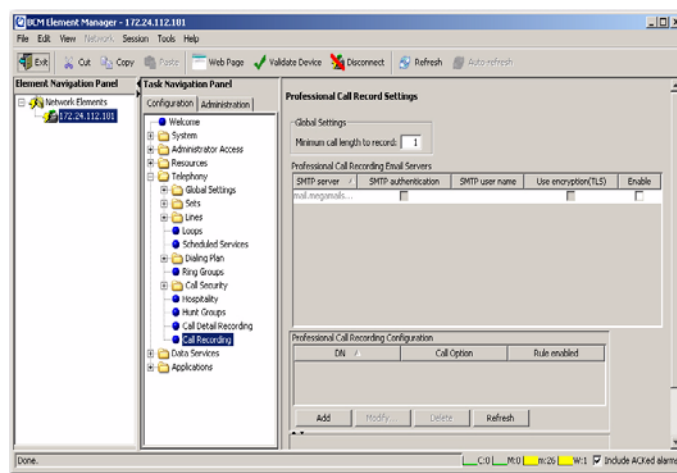 BCM Element Manager - 172.24.112.181
File Edit View Network Session Tools Help
Exit Cut Copy Paste Web Page Validate Device Disconnect Refresh Auto-refresh
Element Navigation Panel
Network Elements
172.24.112.181
Task Navigation Panel
Configuration Administration
Welcome
System
Administrator Access
Resources
Telephony
Global Settings
Sets
Lines
Loops
Scheduled Services
Dialing Plan
Ring Groups
Call Security
Hospitality
Hunt Groups
Call Detail Recording
Call Recording
Data Services
Applications
Professional Call Record Settings
Global Settings
Minimum call length to record: 1
Professional Call Recording Email Servers
SMTP server SMTP authentication SMTP user name Use encryption(TLS) Enable
mail.megamails...
Professional Call Recording Configuration
DN Call Option Rule enabled
Add Modify... Delete Refresh
Done.
C:0 M:0 m:26 W:1 Include ACKed alarms